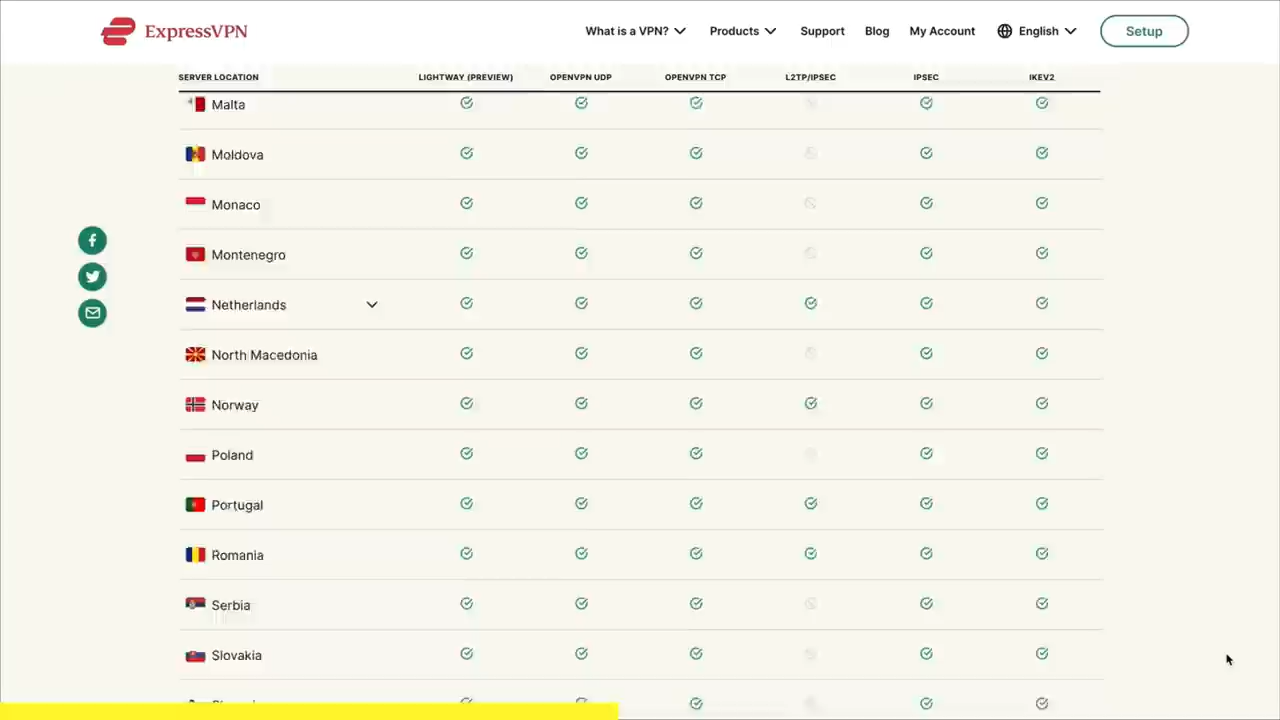 ExpressVPN
What is a VPN? Products Support Blog My Account English Setup
SERVER LOCATION LIGHTWAY (PREVIEW) OPENVPN UDP OPENVPN TCP L2TP/IPSEC IPSEC IKEV2
Malta
Moldova
Monaco
Montenegro
Netherlands
North Macedonia
Norway
Poland
Portugal
Romania
Serbia
Slovakia